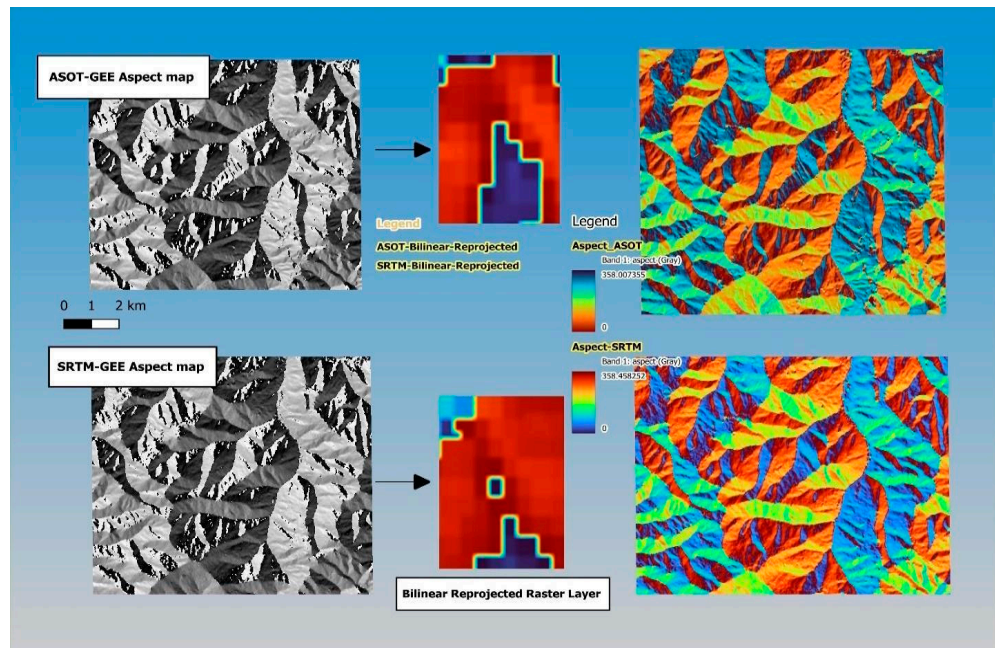 ASOT-GEE Aspect map
Legend
ASOT-Bilinear-Reprojected
SRTM-Bilinear-Reprojected
0 1 2 km
SRTM-GEE Aspect map
Bilinear Reprojected Raster Layer
Legend
Aspect_ASOT
Band 1: aspect (Gray)
358.007355
0
Aspect-SRTM
Band 1: aspect (Gray)
358.458252
0